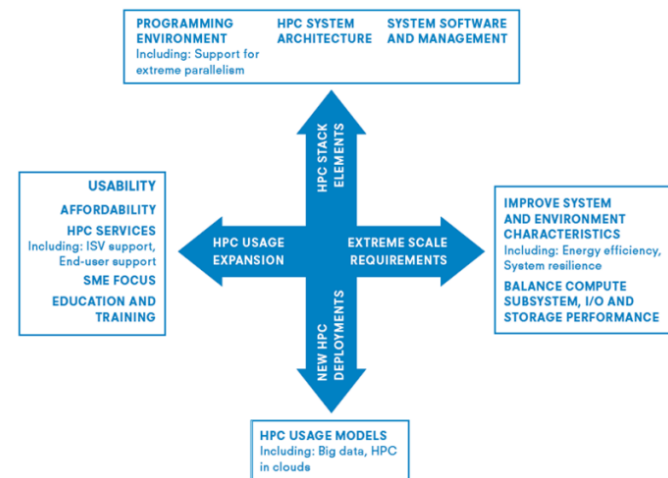 PROGRAMMING
ENVIRONMENT
Including: Support for
extreme parallelism
HPC SYSTEM
ARCHITECTURE
SYSTEM SOFTWARE
AND MANAGEMENT
HPC STACK
ELEMENTS
USABILITY
AFFORDABILITY
HPC SERVICES
Including: ISV support,
End-user support
SME FOCUS
EDUCATION AND
TRAINING
HPC USAGE
EXPANSION
EXTREME SCALE
REQUIREMENTS
IMPROVE SYSTEM
AND ENVIRONMENT
CHARACTERISTICS
Including: Energy efficiency,
System resilience
BALANCE COMPUTE
SUBSYSTEM, I/O AND
STORAGE PERFORMANCE
NEW HPC
DEPLOYMENTS
HPC USAGE MODELS
Including: Big data, HPC
in clouds